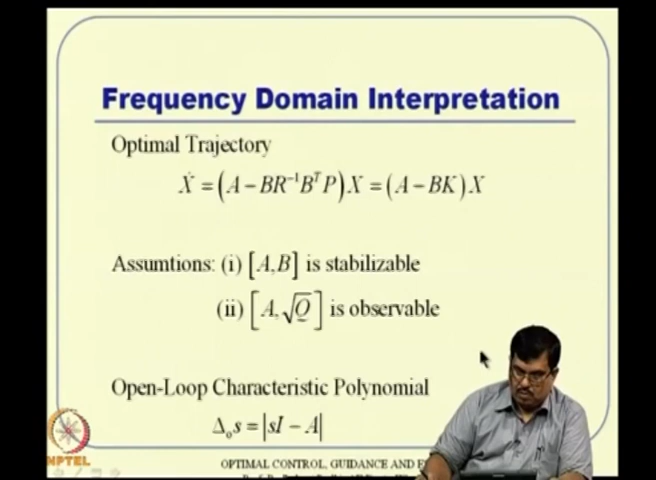 Frequency Domain Interpretation
Optimal Trajectory
Ẋ = (A − BR⁻¹BᵀP)X = (A − BK)X
Assumtions: (i) [A,B] is stabilizable
(ii) [A,√Q] is observable
Open-Loop Characteristic Polynomial
Δₒs = |sI − A|
NPTEL
OPTIMAL CONTROL, GUIDANCE AND